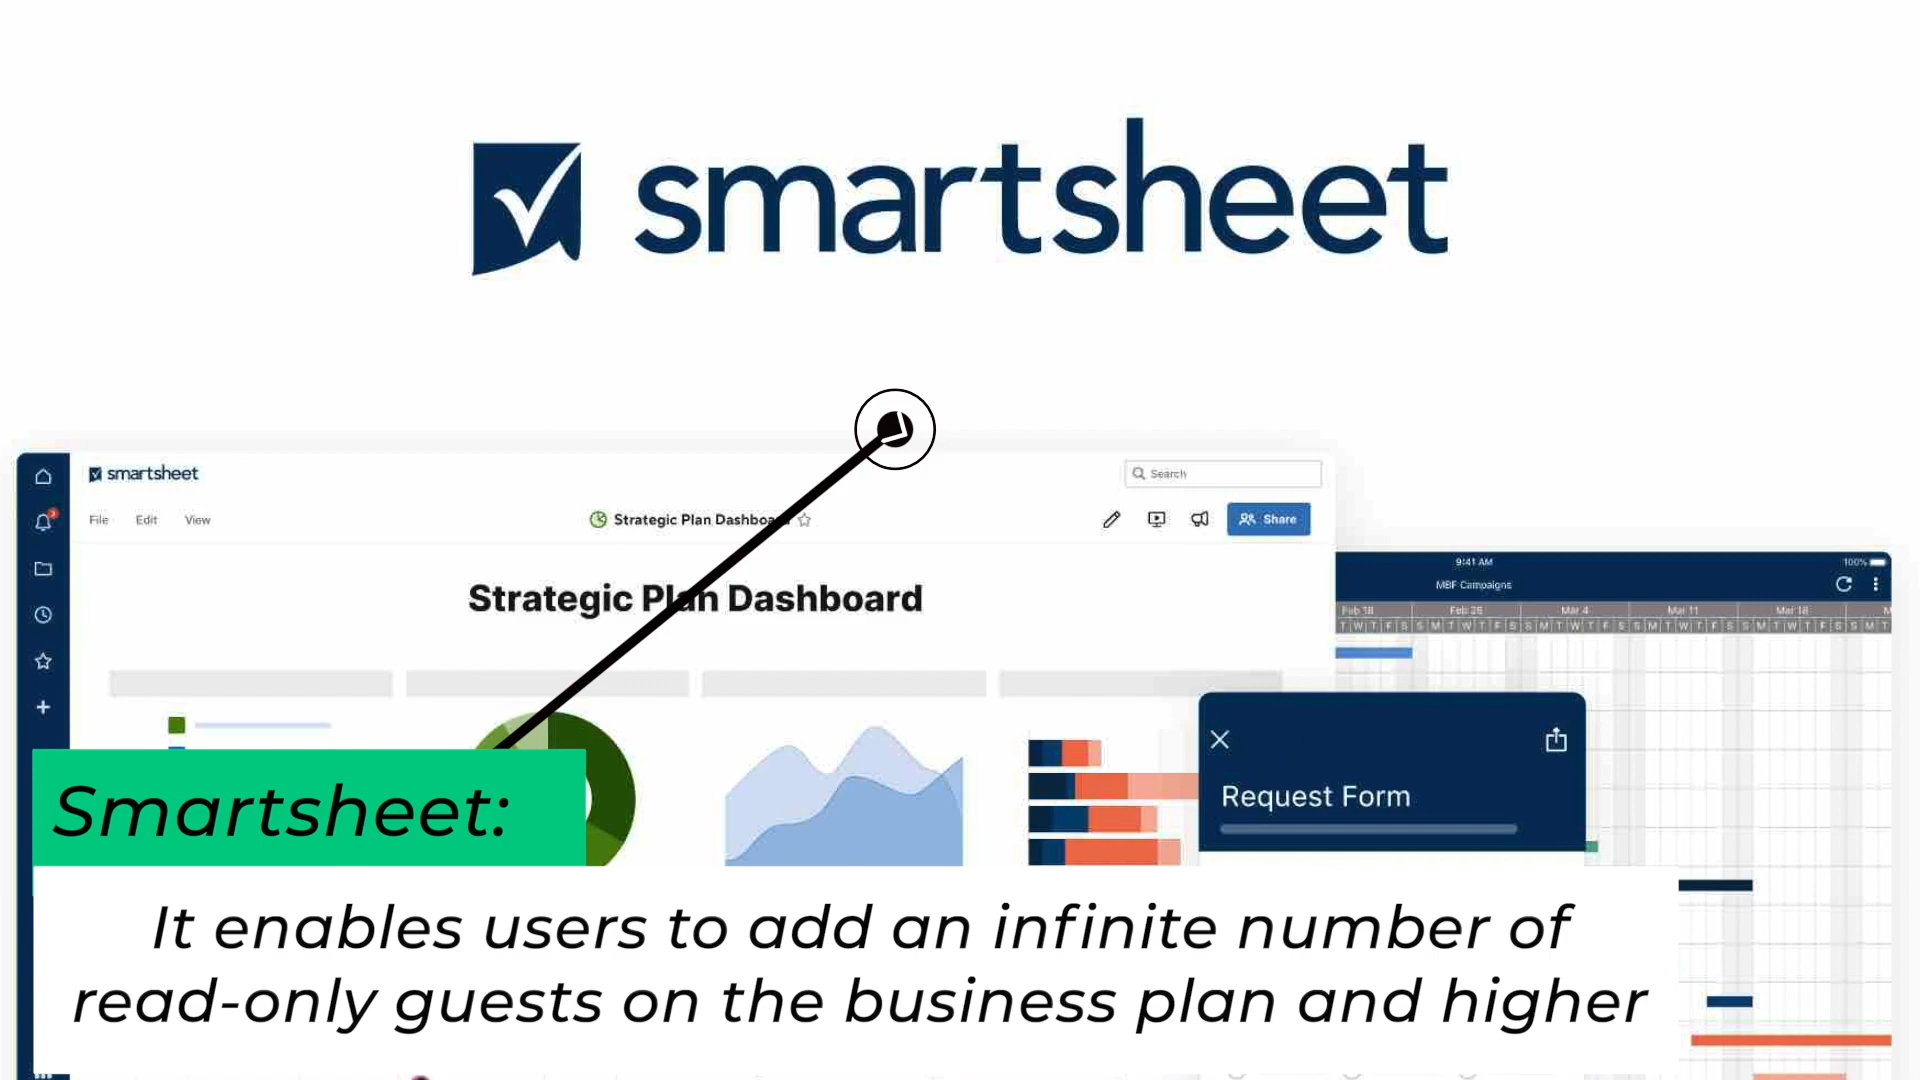 smartsheet
smartsheet
Search
File Edit View
Strategic Plan Dashboa
Share
Strategic Plan Dashboard
9:41 AM
100%
MBF Campaigns
Feb 18 Feb 25 Mar 4 Mar 11 Mar 18 M
T W T F S S M T W T F S S M T W T F S S M T W T F S S M T W T F S S M T
Request Form
Smartsheet:
It enables users to add an infinite number of
read-only guests on the business plan and higher